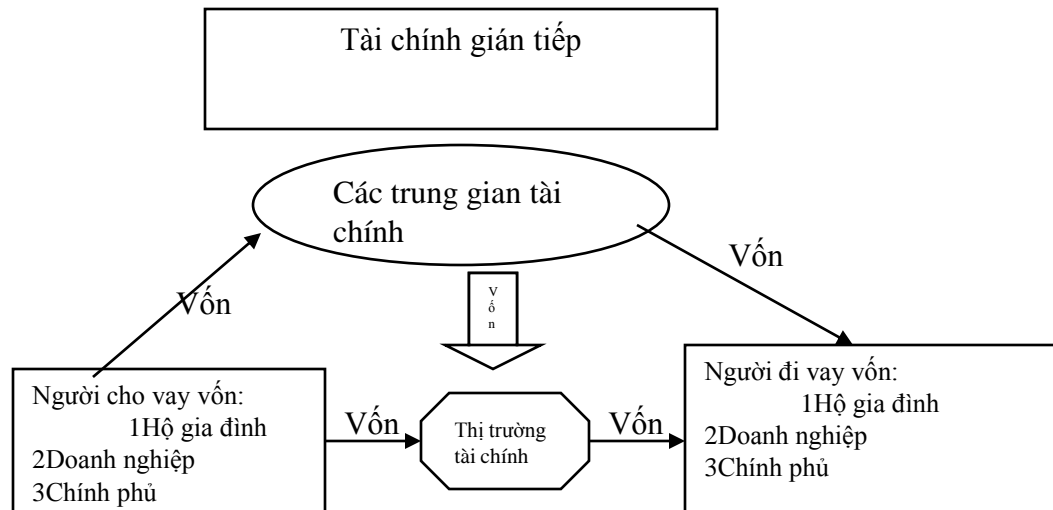 Tài chính gián tiếp
Các trung gian tài
chính
Vốn
Vốn
Vốn
Người cho vay vốn:
1Hộ gia đình
2Doanh nghiệp
3Chính phủ
Vốn
Thị trường
tài chính
Vốn
Người đi vay vốn:
1Hộ gia đình
2Doanh nghiệp
3Chính phủ